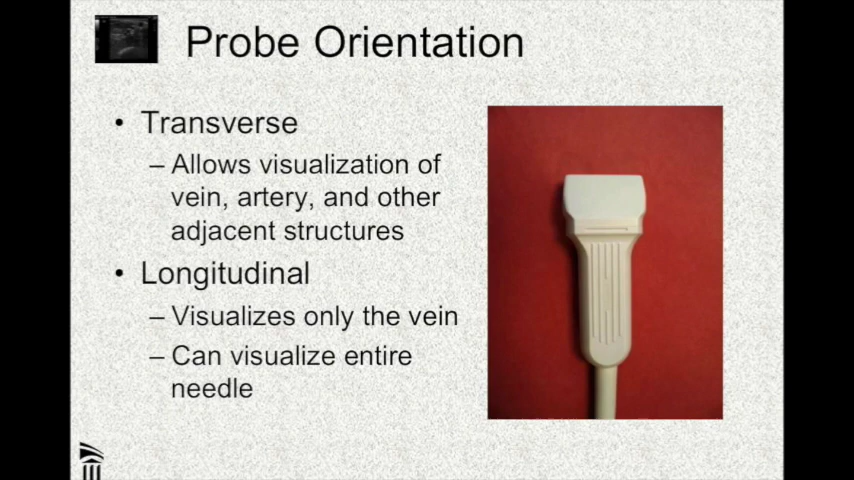 Probe Orientation
• Transverse
– Allows visualization of
vein, artery, and other
adjacent structures
• Longitudinal
– Visualizes only the vein
– Can visualize entire
needle